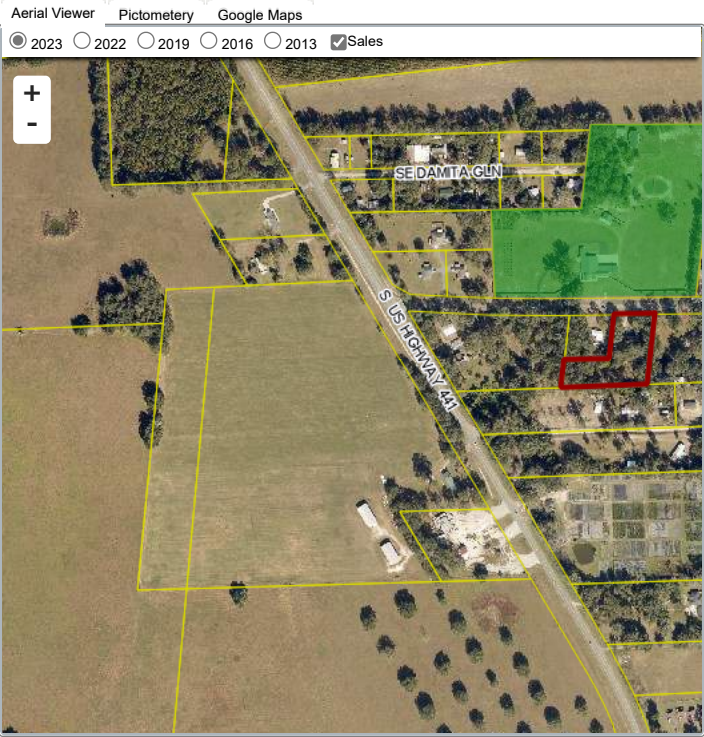 Aerial Viewer Pictometery Google Maps
2023 2022 2019 2016 2013 Sales
+
-
SE DAMITA GLN
S US HIGHWAY 441